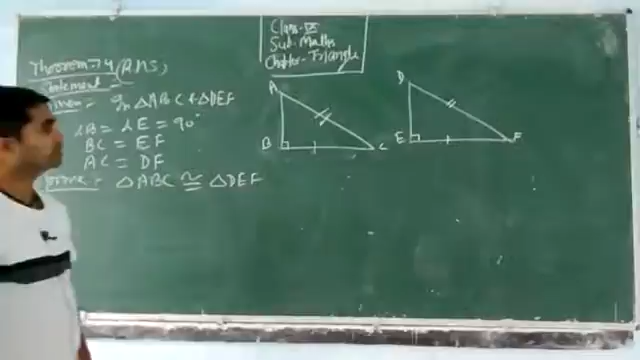 Class-IX
Sub-Maths
Chapter-Triangle
Theorem-7.4 (RHS)
Statement -
Given - In △ABC & △DEF
∠B = ∠E = 90°
BC = EF
AC = DF
Prove - △ABC ≅ △DEF
A
B
C
D
E
F